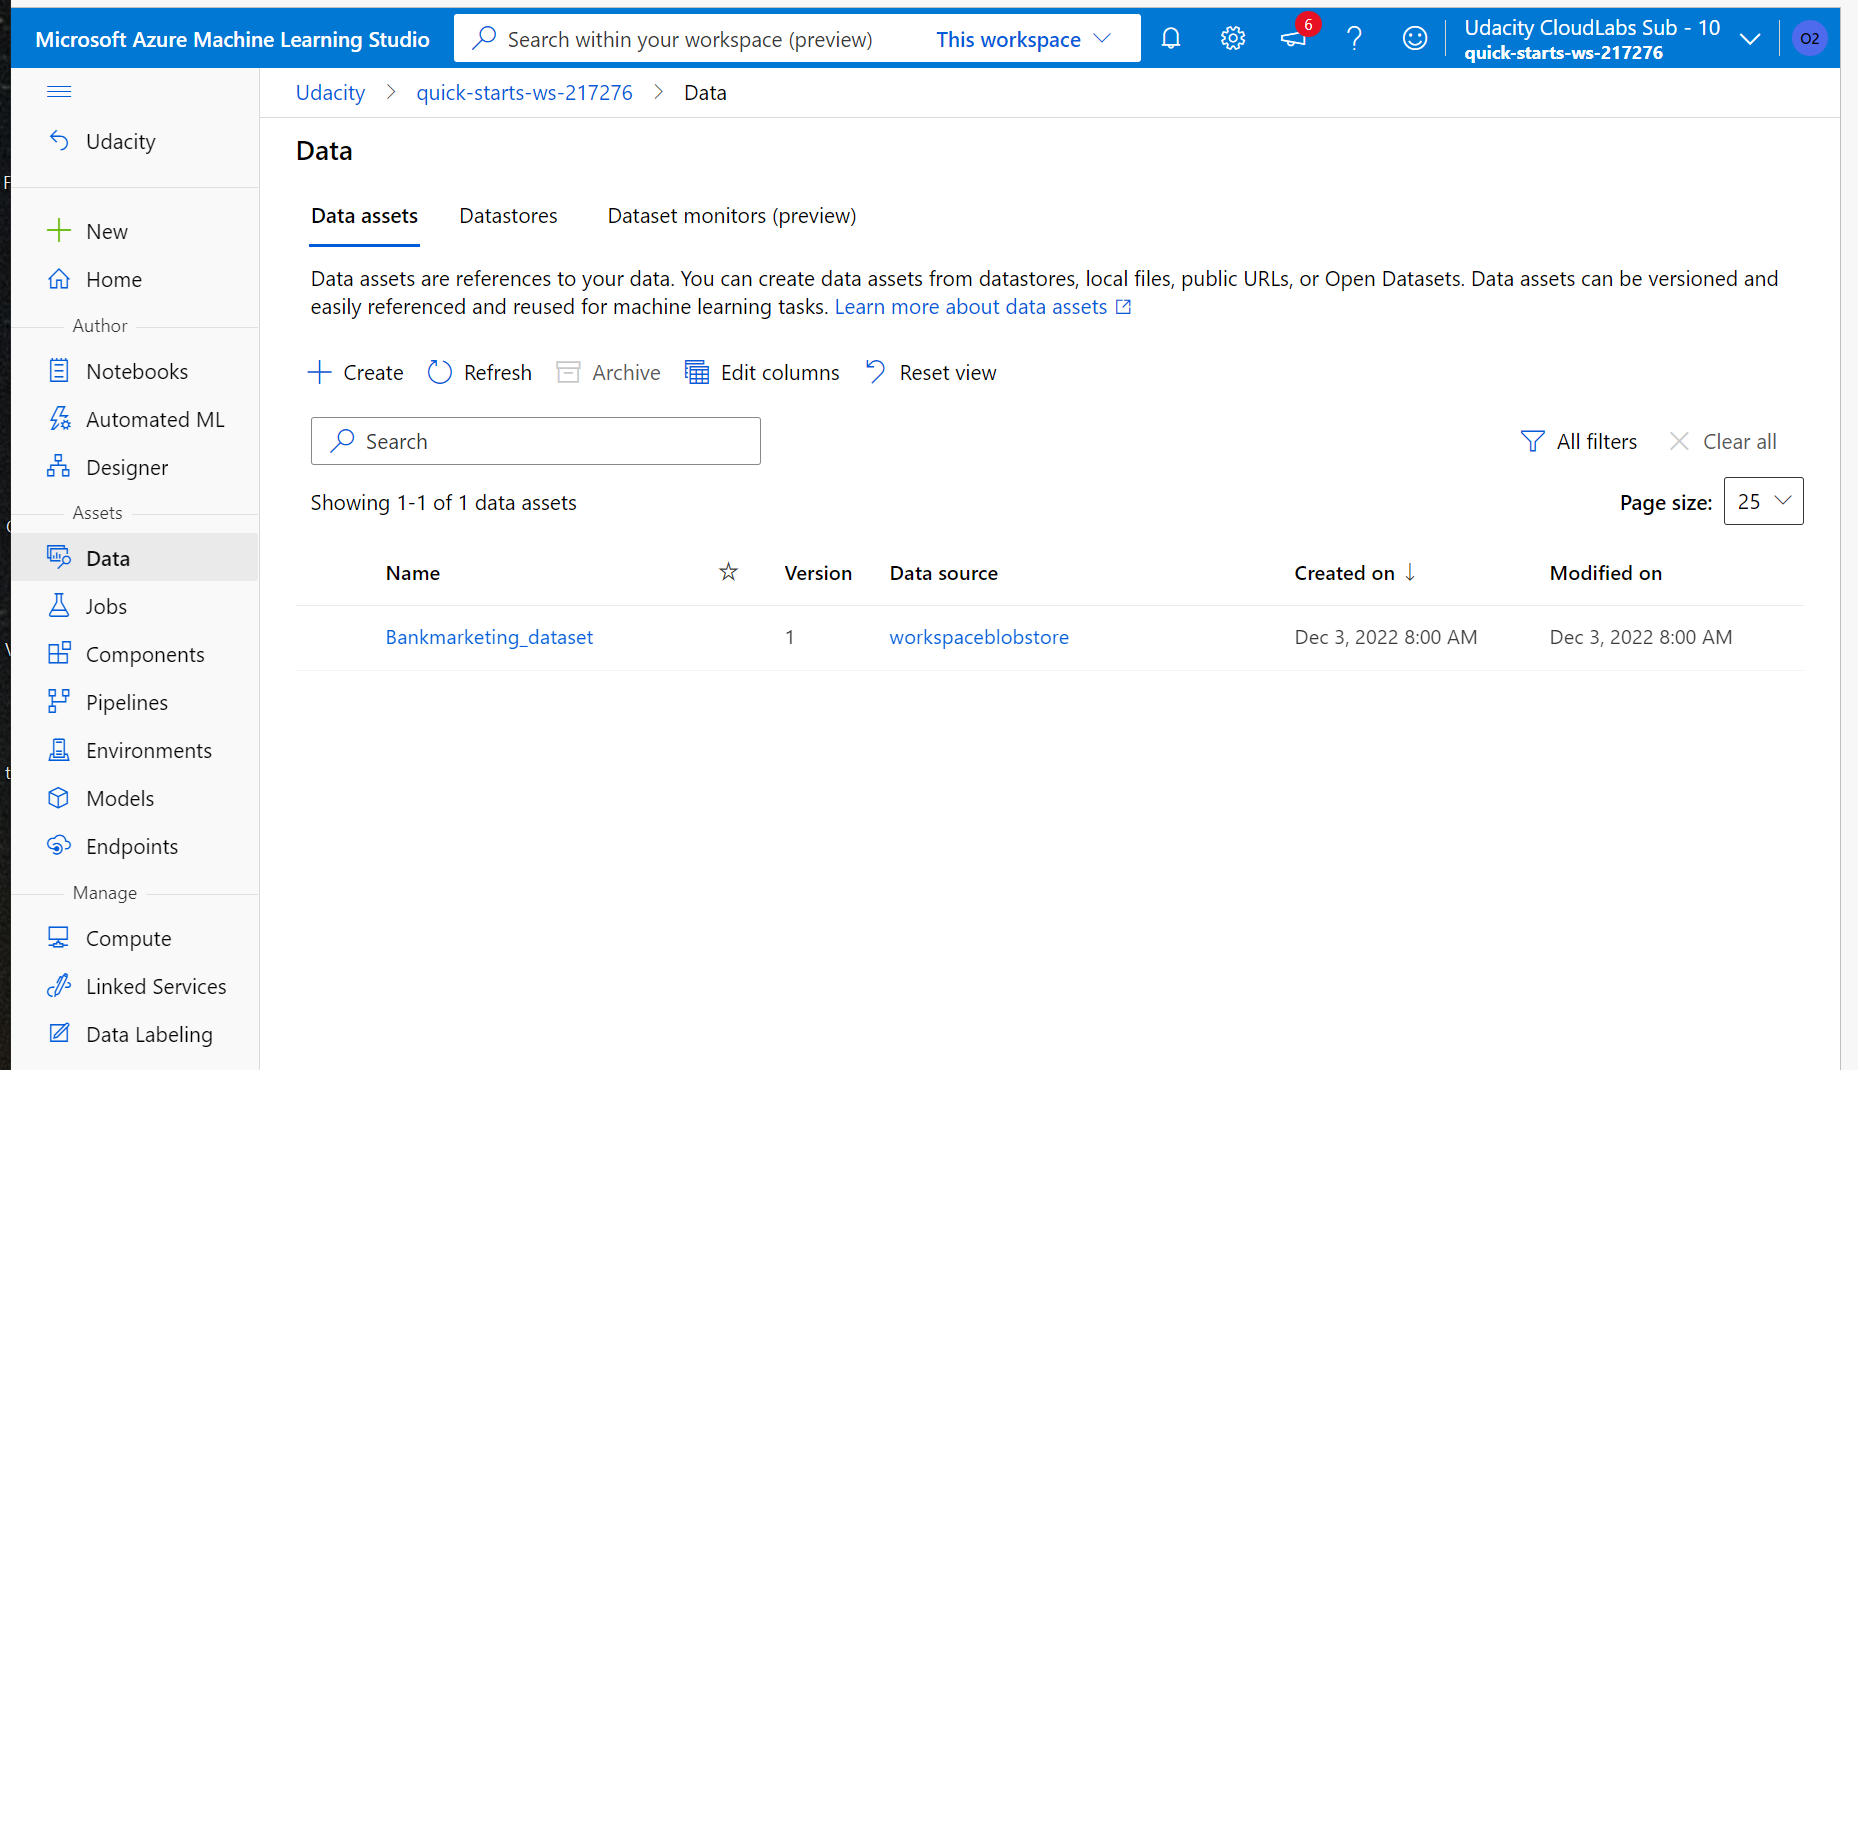 Microsoft Azure Machine Learning Studio
Search within your workspace (preview)
This workspace
6
Udacity CloudLabs Sub - 10
quick-starts-ws-217276
O2
Udacity
New
Home
Author
Notebooks
Automated ML
Designer
Assets
Data
Jobs
Components
Pipelines
Environments
Models
Endpoints
Manage
Compute
Linked Services
Data Labeling
Udacity > quick-starts-ws-217276 > Data
Data
Data assets Datastores Dataset monitors (preview)
Data assets are references to your data. You can create data assets from datastores, local files, public URLs, or Open Datasets. Data assets can be versioned and
easily referenced and reused for machine learning tasks. Learn more about data assets
Create Refresh Archive Edit columns Reset view
Search
All filters Clear all
Showing 1-1 of 1 data assets
Page size: 25
Name Version Data source Created on Modified on
Bankmarketing_dataset 1 workspaceblobstore Dec 3, 2022 8:00 AM Dec 3, 2022 8:00 AM